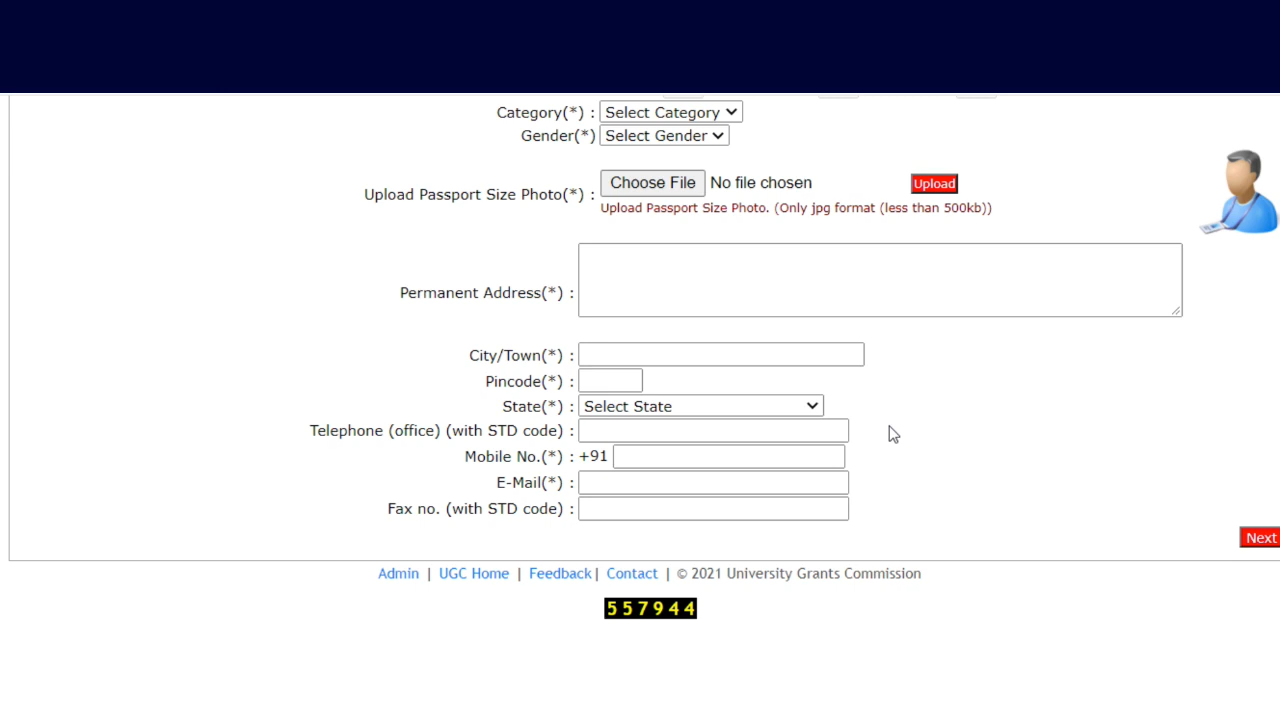 Category(*) : Select Category
Gender(*) Select Gender
Upload Passport Size Photo(*) : Choose File No file chosen Upload
Upload Passport Size Photo. (Only jpg format (less than 500kb))
Permanent Address(*) :
City/Town(*) :
Pincode(*) :
State(*) : Select State
Telephone (office) (with STD code) :
Mobile No.(*) : +91
E-Mail(*) :
Fax no. (with STD code) :
Next
Admin | UGC Home | Feedback | Contact | © 2021 University Grants Commission
557944